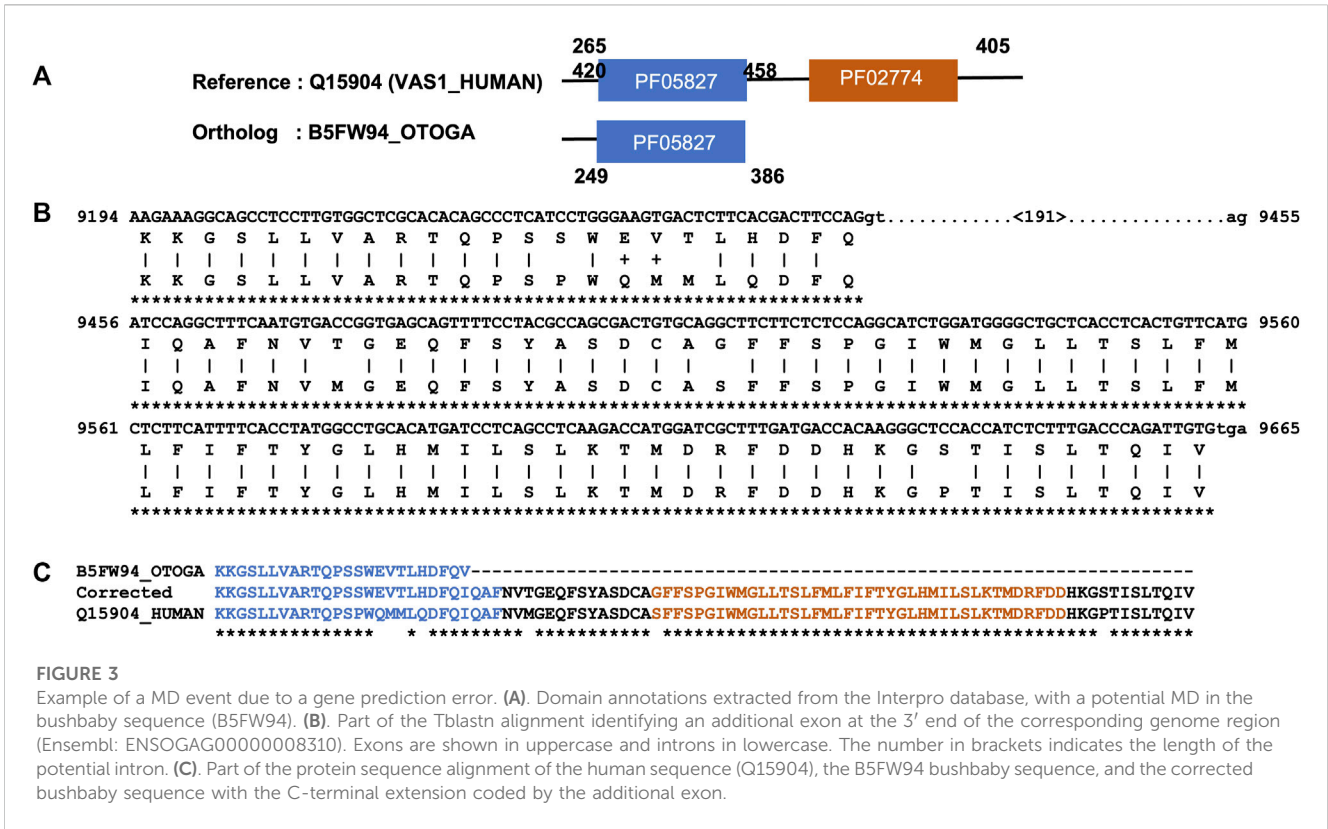 A
265
405
420
458
Reference : Q15904 (VAS1_HUMAN)
PF05827
PF02774
Ortholog : B5FW94_OTOGA
PF05827
249
386
B
9194 AAGAAAGGCAGCCTCCTTGTGGCTCGCACACAGCCCTCATCCTGGGAAGTGACTCTTCACGACTTCCAGgt............<191>...............ag 9455
K K G S L L V A R T Q P S S W E V T L H D F Q
| | | | | | | | | | | | | | + + | | | |
K K G S L L V A R T Q P S P W Q M M L Q D F Q
*********************************************************************
9456 ATCCAGGCTTTCAATGTGACCGGTGAGCAGTTTTCCTACGCCAGCGACTGTGCAGGCTTCTTCTCTCCAGGCATCTGGATGGGGCTGCTCACCTCACTGTTCATG 9560
I Q A F N V T G E Q F S Y A S D C A G F F S P G I W M G L L T S L F M
| | | | | | | | | | | | | | | | | | | | | | | | | | | | | | | | |
I Q A F N V M G E Q F S Y A S D C A S F F S P G I W M G L L T S L F M
*********************************************************************************************************
9561 CTCTTCATTTTCACCTATGGCCTGCACATGATCCTCAGCCTCAAGACCATGGATCGCTTTGATGACCACAAGGGCTCCACCATCTCTTTGACCCAGATTGTGtga 9665
L F I F T Y G L H M I L S L K T M D R F D D H K G S T I S L T Q I V
| | | | | | | | | | | | | | | | | | | | | | | | | | | | | | | | |
L F I F T Y G L H M I L S L K T M D R F D D H K G P T I S L T Q I V
******************************************************************************************************
C
B5FW94_OTOGA KKGSLLVARTQPSSWEVTLHDFQV--------------------------------------------------------------------
Corrected KKGSLLVARTQPSSWEVTLHDFQIQAFNVTGEQFSYASDCAGFFSPGIWMGLLTSLFMLFIFTYGLHMILSLKTMDRFDDHKGSTISLTQIV
Q15904_HUMAN KKGSLLVARTQPSPWQMMLQDFQIQAFNVMGEQFSYASDCASFFSPGIWMGLLTSLFMLFIFTYGLHMILSLKTMDRFDDHKGPTISLTQIV
*************** * ********* *********** ***************************************** *********
FIGURE 3
Example of a MD event due to a gene prediction error. (A). Domain annotations extracted from the Interpro database, with a potential MD in the
bushbaby sequence (B5FW94). (B). Part of the Tblastn alignment identifying an additional exon at the 3′ end of the corresponding genome region
(Ensembl: ENSOGAG00000008310). Exons are shown in uppercase and introns in lowercase. The number in brackets indicates the length of the
potential intron. (C). Part of the protein sequence alignment of the human sequence (Q15904), the B5FW94 bushbaby sequence, and the corrected
bushbaby sequence with the C-terminal extension coded by the additional exon.